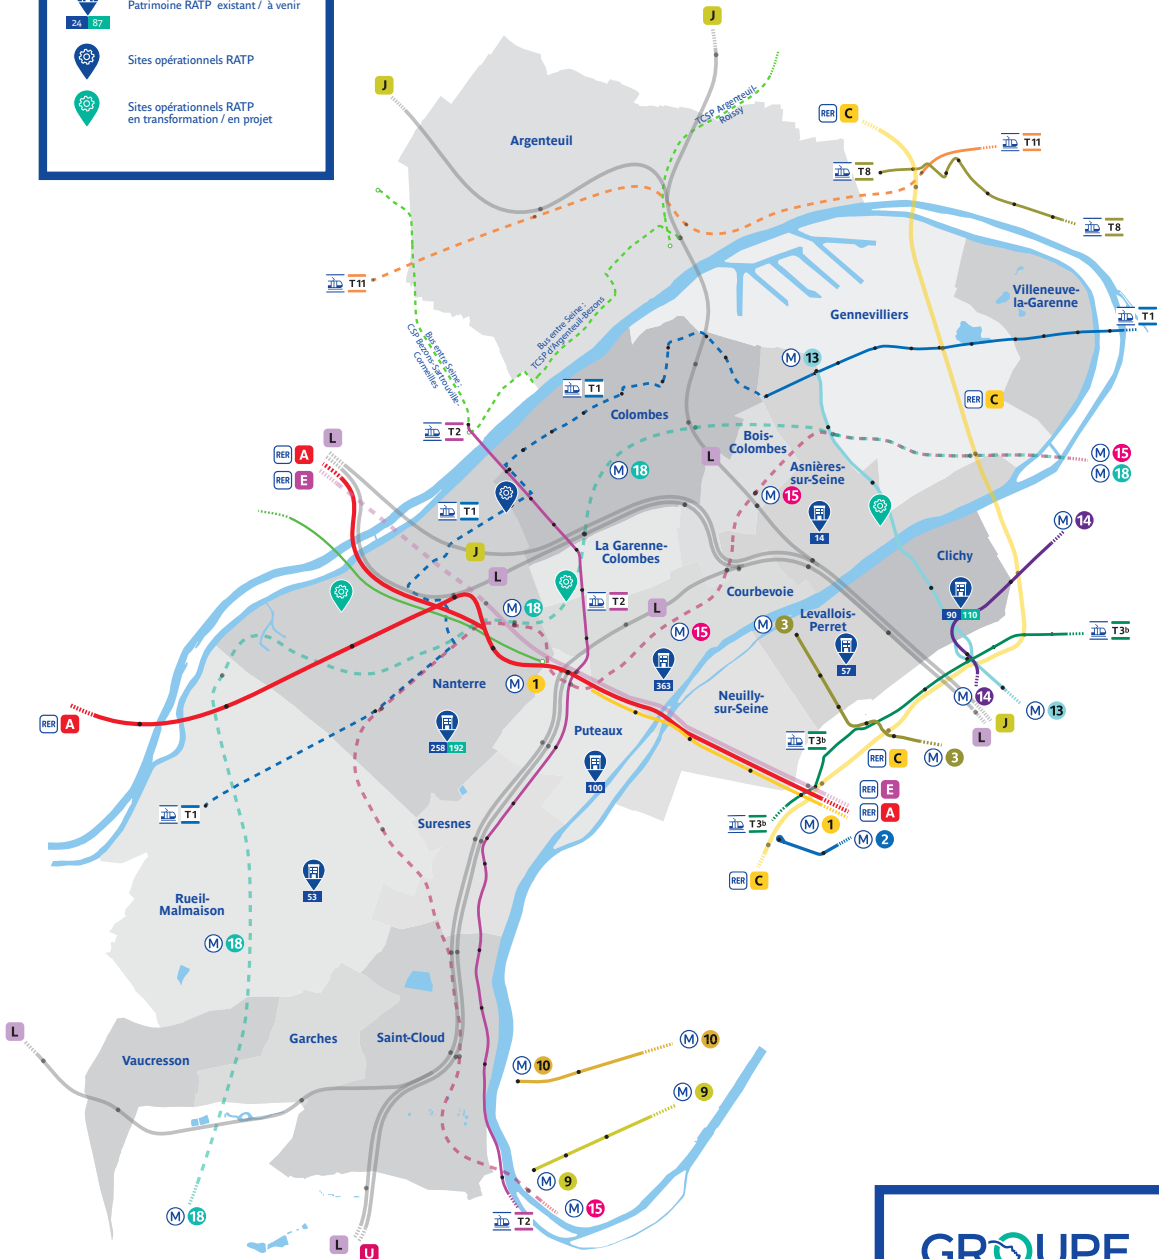 Patrimoine RATP existant / à venir
24 87
Sites opérationnels RATP
Sites opérationnels RATP
en transformation / en projet
J
J
TCSP Argenteuil-
Roissy
RER C
Argenteuil
T11
T8
T8
T11
Villeneuve-
la-Garenne
Gennevilliers
T1
Bus entre Seine :
TCSP d'Argenteuil-Bezons
Bus entre Seine :
CSP Bezons-Sartrouville-
Cormeilles
M 13
T1
RER C
Colombes
T2
L
Bois-
Colombes
RER A
L
M 15
M 18
Asnières-
sur-Seine
M 18
RER E
M 15
T1
14
M 14
J
La Garenne-
Colombes
Clichy
L
Courbevoie
T2
M 18
L
90 110
Levallois-
Perret
M 3
M 15
T3b
57
363
Nanterre
M 1
Neuilly-
sur-Seine
M 14
M 13
RER A
J
Puteaux
L
258 192
T3b
RER C
M 3
100
RER E
T1
RER A
Suresnes
T3b
M 1
M 2
RER C
53
Rueil-
Malmaison
M 18
L
Garches
Saint-Cloud
M 10
Vaucresson
M 10
M 9
M 9
M 18
M 15
T2
L
U
GROUPE